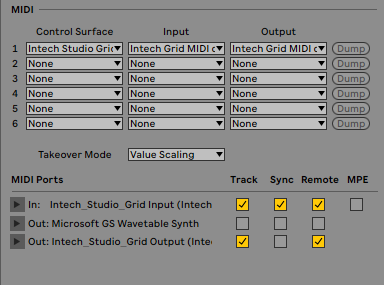 MIDI
Control Surface Input Output
1 Intech Studio Grid Intech Grid MIDI Intech Grid MIDI Dump
2 None None None Dump
3 None None None Dump
4 None None None Dump
5 None None None Dump
6 None None None Dump
Takeover Mode Value Scaling
MIDI Ports Track Sync Remote MPE
In: Intech_Studio_Grid Input (Intech
Out: Microsoft GS Wavetable Synth
Out: Intech_Studio_Grid Output (Inte